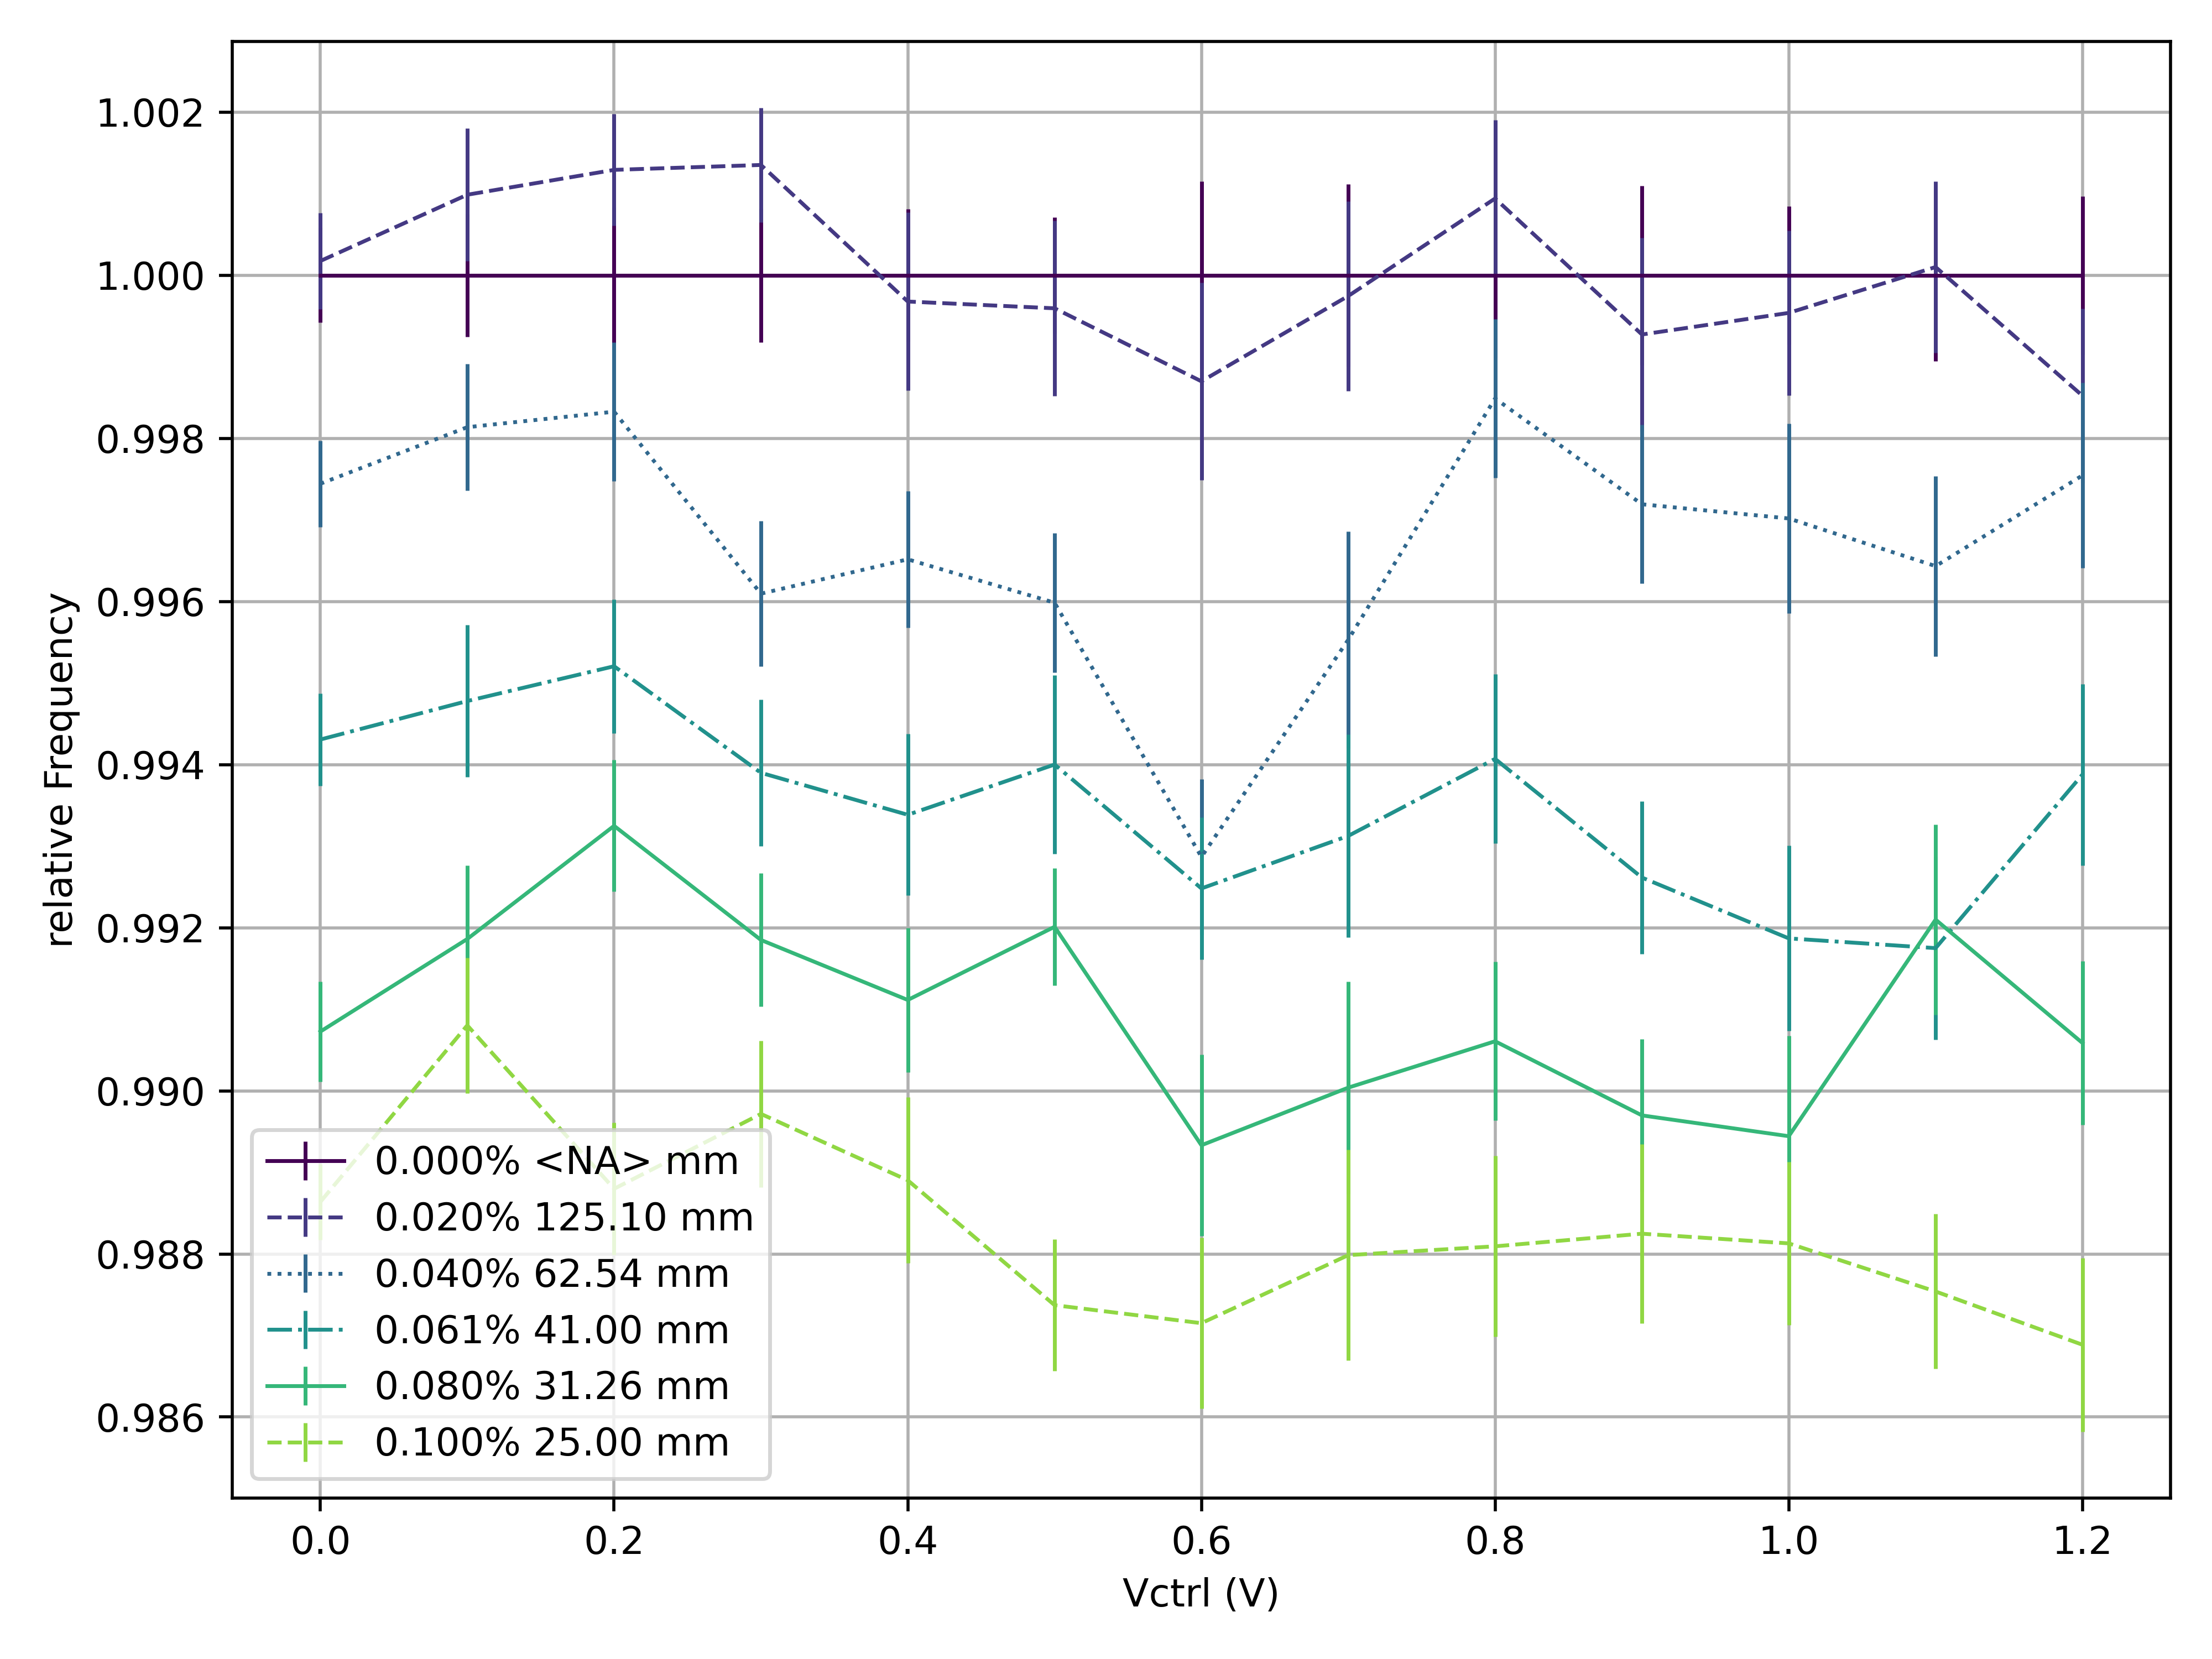 1.002
1.000
0.998
0.996
0.994
0.992
0.990
0.988
0.986
relative Frequency
0.000% <NA> mm
0.020% 125.10 mm
0.040% 62.54 mm
0.061% 41.00 mm
0.080% 31.26 mm
0.100% 25.00 mm
0.0 0.2 0.4 0.6 0.8 1.0 1.2
Vctrl (V)